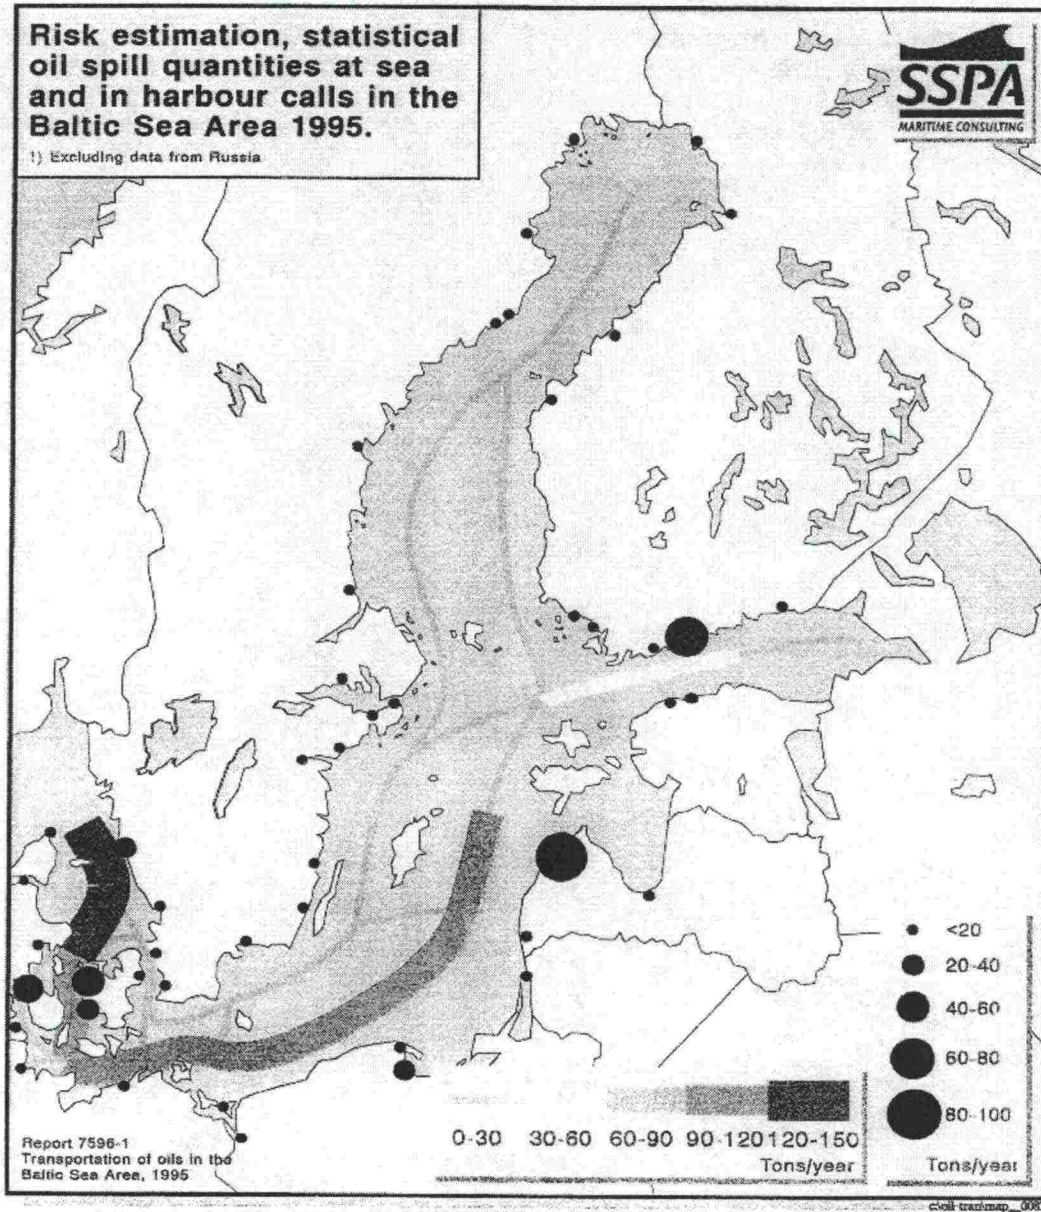 Risk estimation, statistical
oil spill quantities at sea
and in harbour calls in the
Baltic Sea Area 1995.
!) Excluding data from Russia
SSPA
MARITIME CONSULTING
<20
20-40
40-60
60-80
80-100
Tons/year
0-30 30-60 60-90 90-120 120-150
Tons/year
Report 7596-1
Transportation of oils in the
Baltic Sea Area, 1995